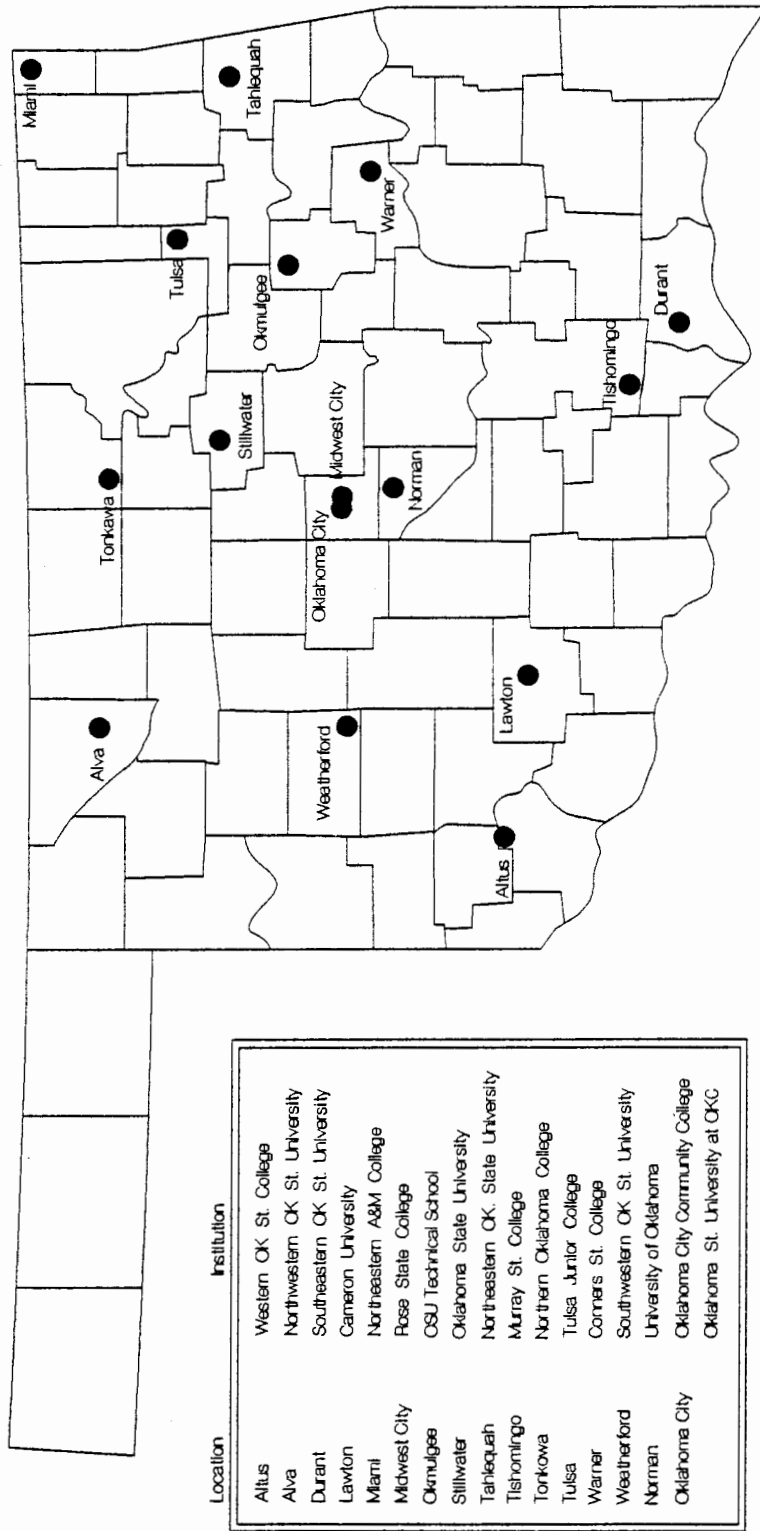 Miami
Tahlequah
Tulsa
Warner
Okmulgee
Tonkawa
Stillwater
Midwest City
Oklahoma City
Norman
Durant
Tishomingo
Alva
Weatherford
Lawton
Altus
Location Institution
Altus Western OK St. College
Alva Northwestern OK St. University
Durant Southeastern OK St. University
Lawton Cameron University
Miami Northeastern A&M College
Midwest City Rose State College
Okmulgee OSU Technical School
Stillwater Oklahoma State University
Tahlequah Northeastern OK. State University
Tishomingo Murray St. College
Tonkowa Northern Oklahoma College
Tulsa Tulsa Junior College
Warner Conners St. College
Weatherford Southwestern OK St. University
Norman University of Oklahoma
Oklahoma City Oklahoma City Community College
Oklahoma St. University at OKC